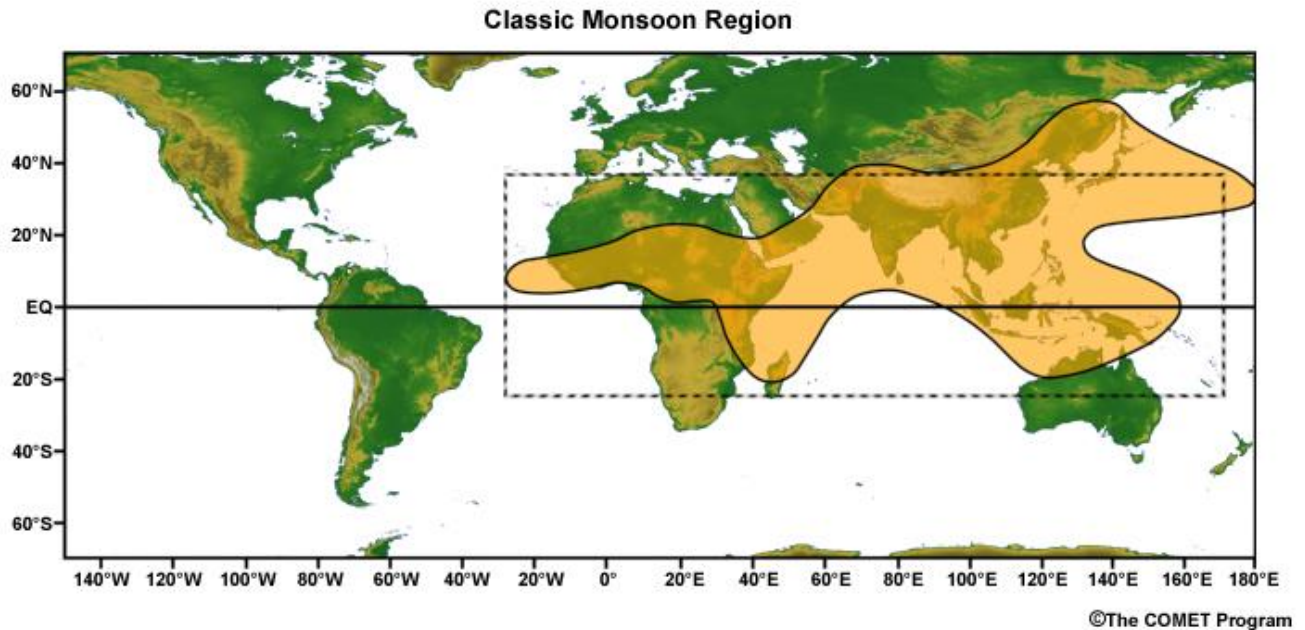 Classic Monsoon Region
60°N
40°N
20°N
EQ
20°S
40°S
60°S
140°W 120°W 100°W 80°W 60°W 40°W 20°W 0° 20°E 40°E 60°E 80°E 100°E 120°E 140°E 160°E 180°E
©The COMET Program